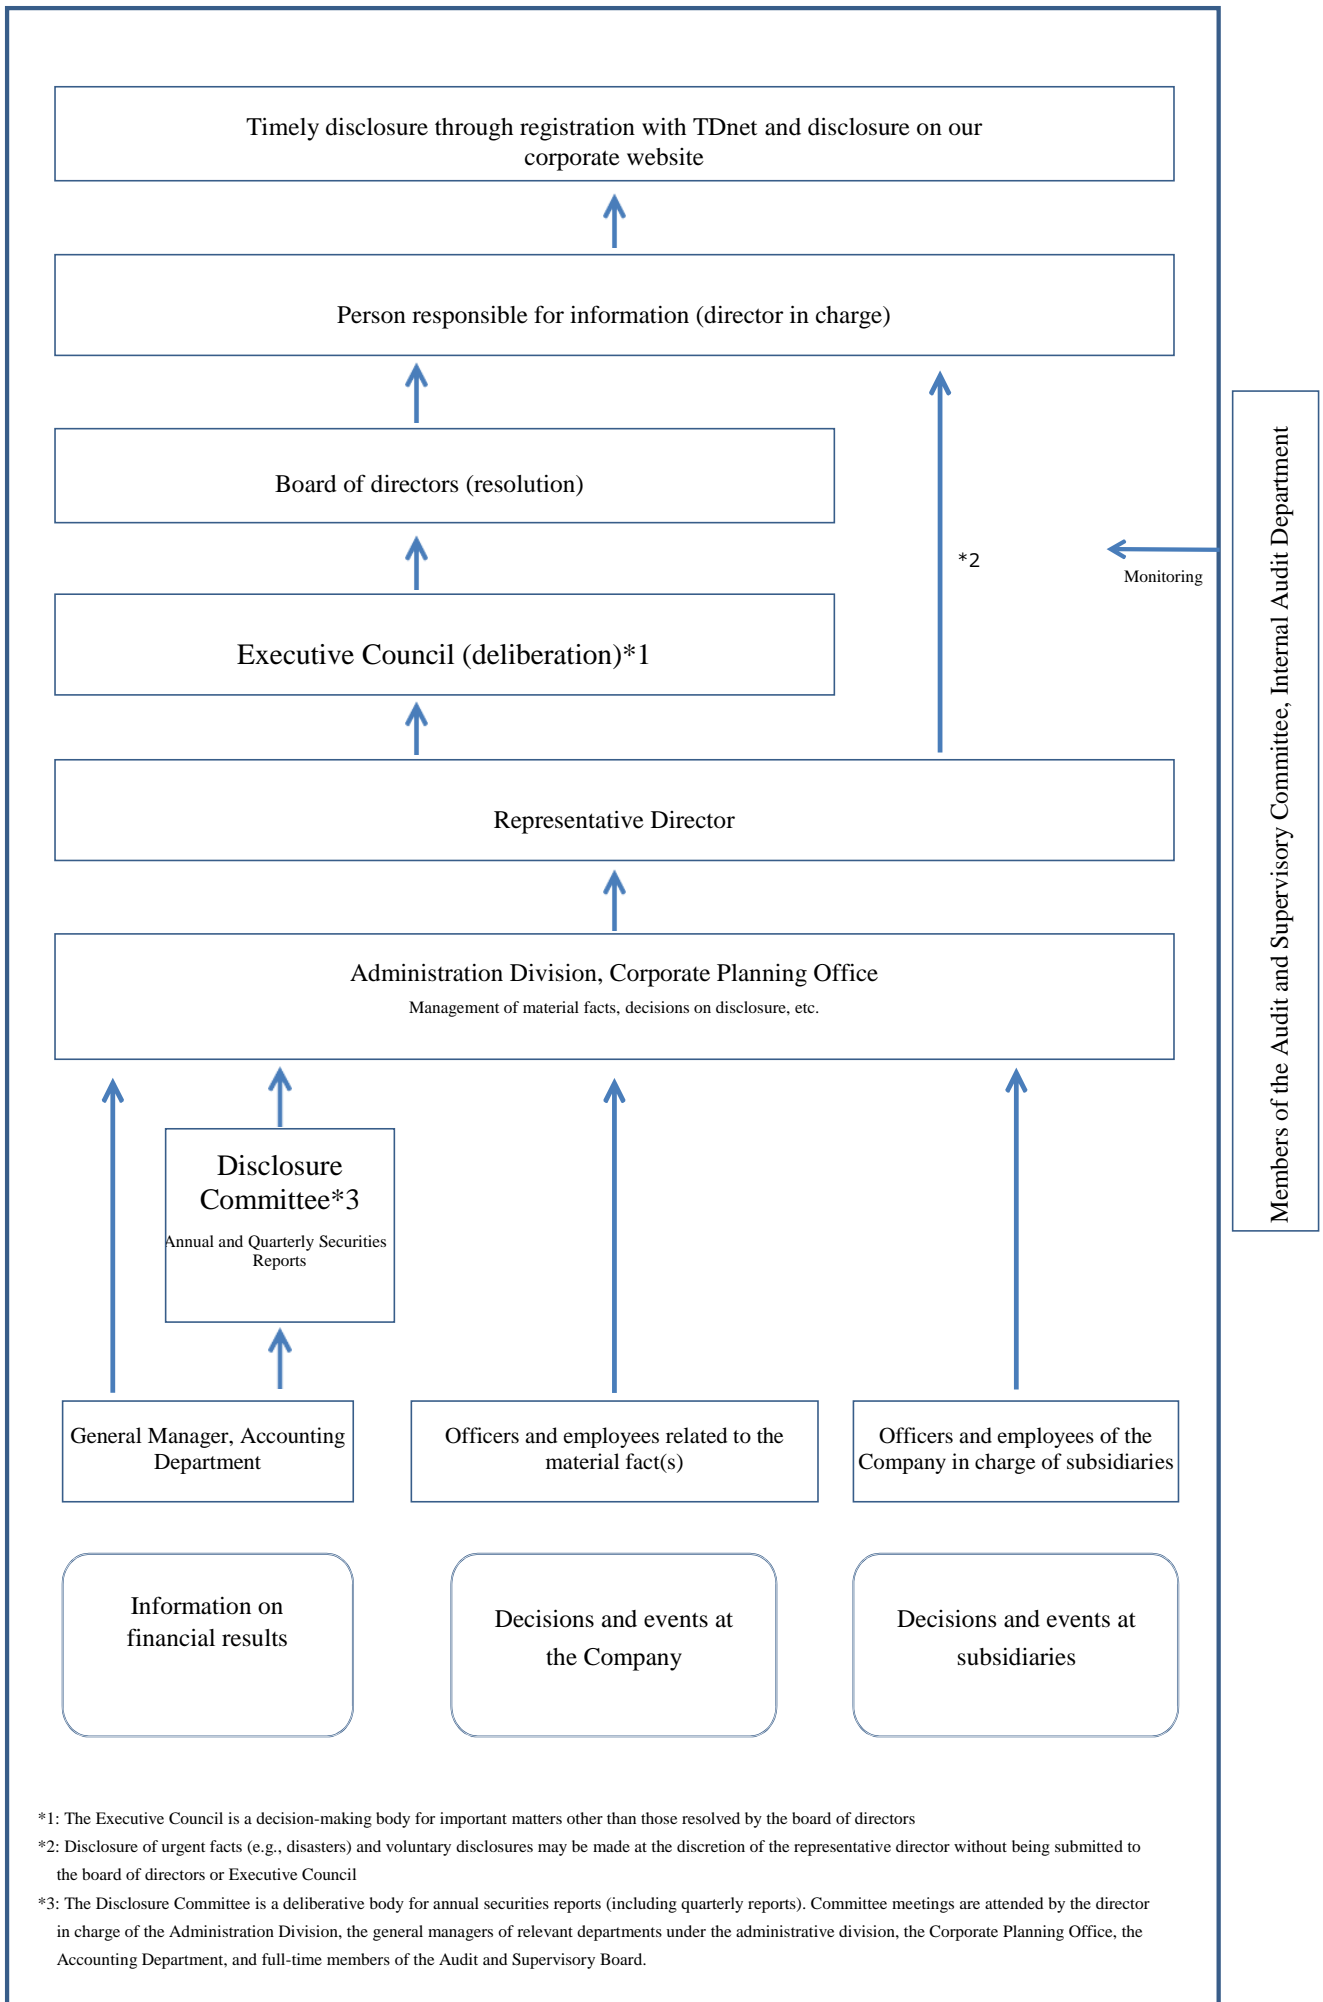 Timely disclosure through registration with TDnet and disclosure on our
corporate website
Person responsible for information (director in charge)
Board of directors (resolution)
*2
Monitoring
Members of the Audit and Supervisory Committee, Internal Audit Department
Executive Council (deliberation)*1
Representative Director
Administration Division, Corporate Planning Office
Management of material facts, decisions on disclosure, etc.
Disclosure
Committee*3
Annual and Quarterly Securities
Reports
General Manager, Accounting
Department
Officers and employees related to the
material fact(s)
Officers and employees of the
Company in charge of subsidiaries
Information on
financial results
Decisions and events at
the Company
Decisions and events at
subsidiaries
*1: The Executive Council is a decision-making body for important matters other than those resolved by the board of directors
*2: Disclosure of urgent facts (e.g., disasters) and voluntary disclosures may be made at the discretion of the representative director without being submitted to
the board of directors or Executive Council
*3: The Disclosure Committee is a deliberative body for annual securities reports (including quarterly reports). Committee meetings are attended by the director
in charge of the Administration Division, the general managers of relevant departments under the administrative division, the Corporate Planning Office, the
Accounting Department, and full-time members of the Audit and Supervisory Board.